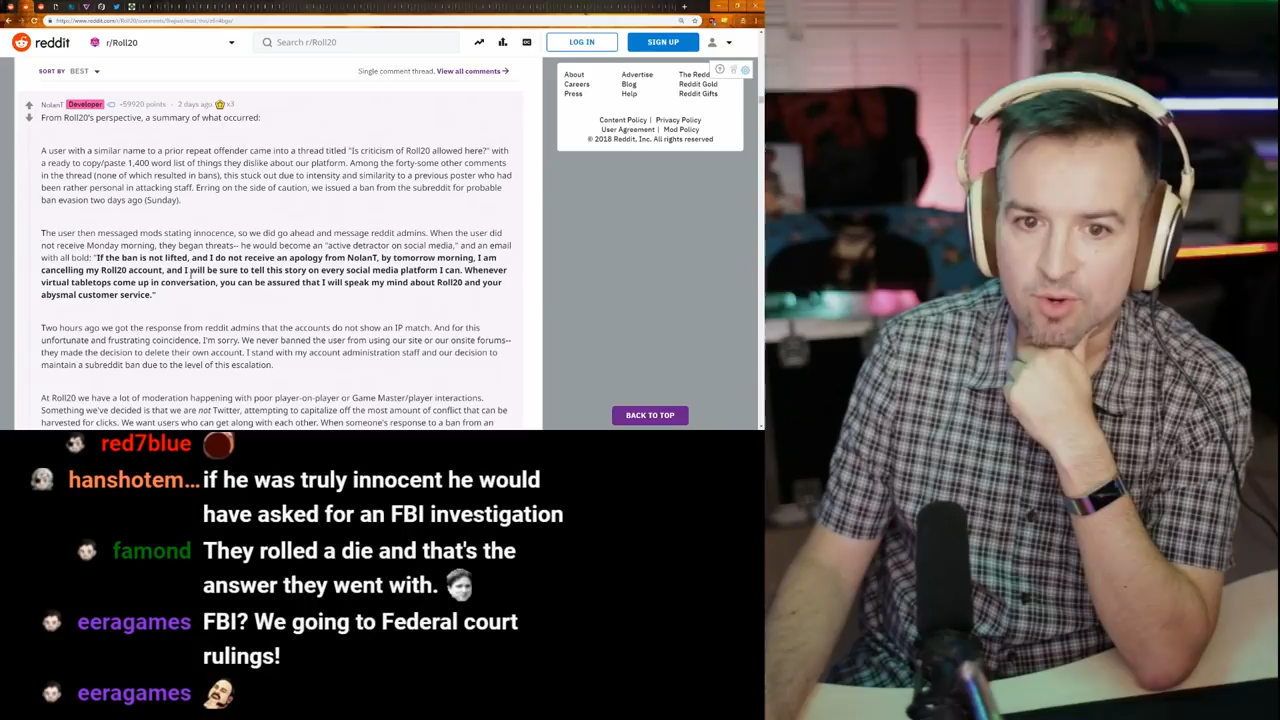 https://www.reddit.com/r/Roll20/comments/
reddit
r/Roll20
Search r/Roll20
LOG IN
SIGN UP
SORT BY BEST
Single comment thread. View all comments
NolanT Developer -59920 points · 2 days ago x3
From Roll20's perspective, a summary of what occurred:
A user with a similar name to a prior repeat offender came into a thread titled "Is criticism of Roll20 allowed here?" with
a ready to copy/paste 1,400 word list of things they dislike about our platform. Among the forty-some other comments
in the thread (none of which resulted in bans), this stuck out due to intensity and similarity to a previous poster who had
been rather personal in attacking staff. Erring on the side of caution, we issued a ban from the subreddit for probable
ban evasion two days ago (Sunday).
The user then messaged mods stating innocence, so we did go ahead and message reddit admins. When the user did
not receive Monday morning, they began threats-- he would become an "active detractor on social media," and an email
with all bold: "If the ban is not lifted, and I do not receive an apology from NolanT, by tomorrow morning, I am
cancelling my Roll20 account, and I will be sure to tell this story on every social media platform I can. Whenever
virtual tabletops come up in conversation, you can be assured that I will speak my mind about Roll20 and your
abysmal customer service."
Two hours ago we got the response from reddit admins that the accounts do not show an IP match. And for this
unfortunate and frustrating coincidence, I'm sorry. We never banned the user from using our site or our onsite forums--
they made the decision to delete their own account. I stand with my account administration staff and our decision to
maintain a subreddit ban due to the level of this escalation.
At Roll20 we have a lot of moderation happening with poor player-on-player or Game Master/player interactions.
Something we've decided is that we are not Twitter, attempting to capitalize off the most amount of conflict that can be
harvested for clicks. We want users who can get along with each other. When someone's response to a ban from an
About Advertise The Redd
Careers Blog Reddit Gold
Press Help Reddit Gifts
Content Policy | Privacy Policy
User Agreement | Mod Policy
© 2018 Reddit, Inc. All rights reserved
BACK TO TOP
red7blue
hanshotem... if he was truly innocent he would
have asked for an FBI investigation
famond They rolled a die and that's the
answer they went with.
eeragames FBI? We going to Federal court
rulings!
eeragames